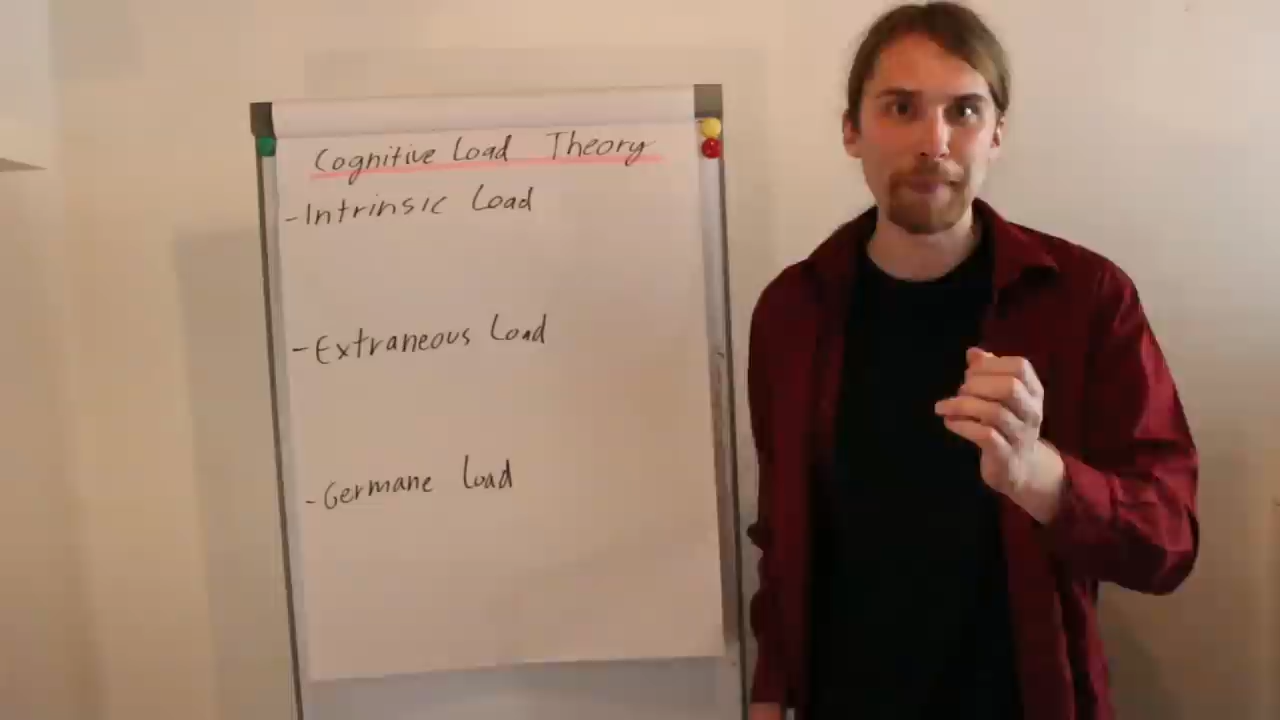 Cognitive Load Theory
-Intrinsic Load
-Extraneous Load
-Germane Load